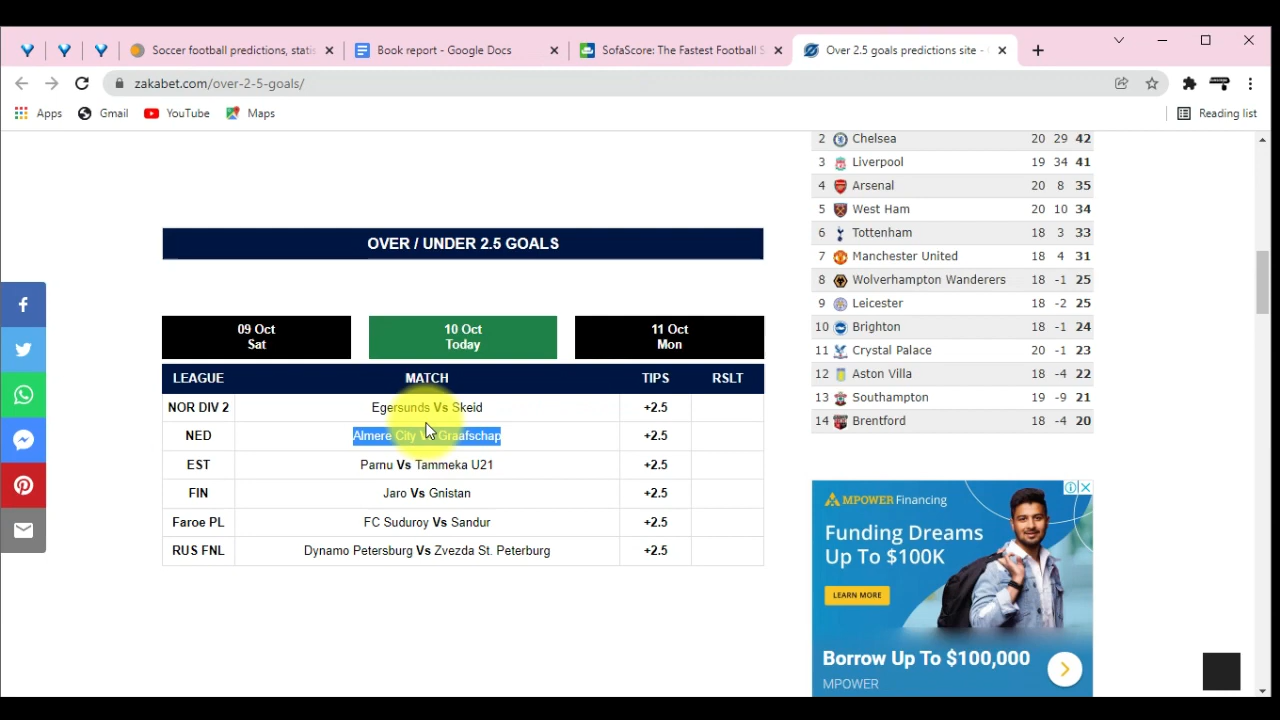 Soccer football predictions, statis
Book report - Google Docs
SofaScore: The Fastest Football S
Over 2.5 goals predictions site -
zakabet.com/over-2-5-goals/
Apps
Gmail
YouTube
Maps
Reading list
OVER / UNDER 2.5 GOALS
09 Oct
Sat
10 Oct
Today
11 Oct
Mon
LEAGUE MATCH TIPS RSLT
NOR DIV 2 Egersunds Vs Skeid +2.5
NED Almere City Vs Graafschap +2.5
EST Parnu Vs Tammeka U21 +2.5
FIN Jaro Vs Gnistan +2.5
Faroe PL FC Suduroy Vs Sandur +2.5
RUS FNL Dynamo Petersburg Vs Zvezda St. Peterburg +2.5
2 Chelsea 20 29 42
3 Liverpool 19 34 41
4 Arsenal 20 8 35
5 West Ham 20 10 34
6 Tottenham 18 3 33
7 Manchester United 18 4 31
8 Wolverhampton Wanderers 18 -1 25
9 Leicester 18 -2 25
10 Brighton 18 -1 24
11 Crystal Palace 20 -1 23
12 Aston Villa 18 -4 22
13 Southampton 19 -9 21
14 Brentford 18 -4 20
MPOWER Financing
Funding Dreams
Up To $100K
LEARN MORE
Borrow Up To $100,000
MPOWER